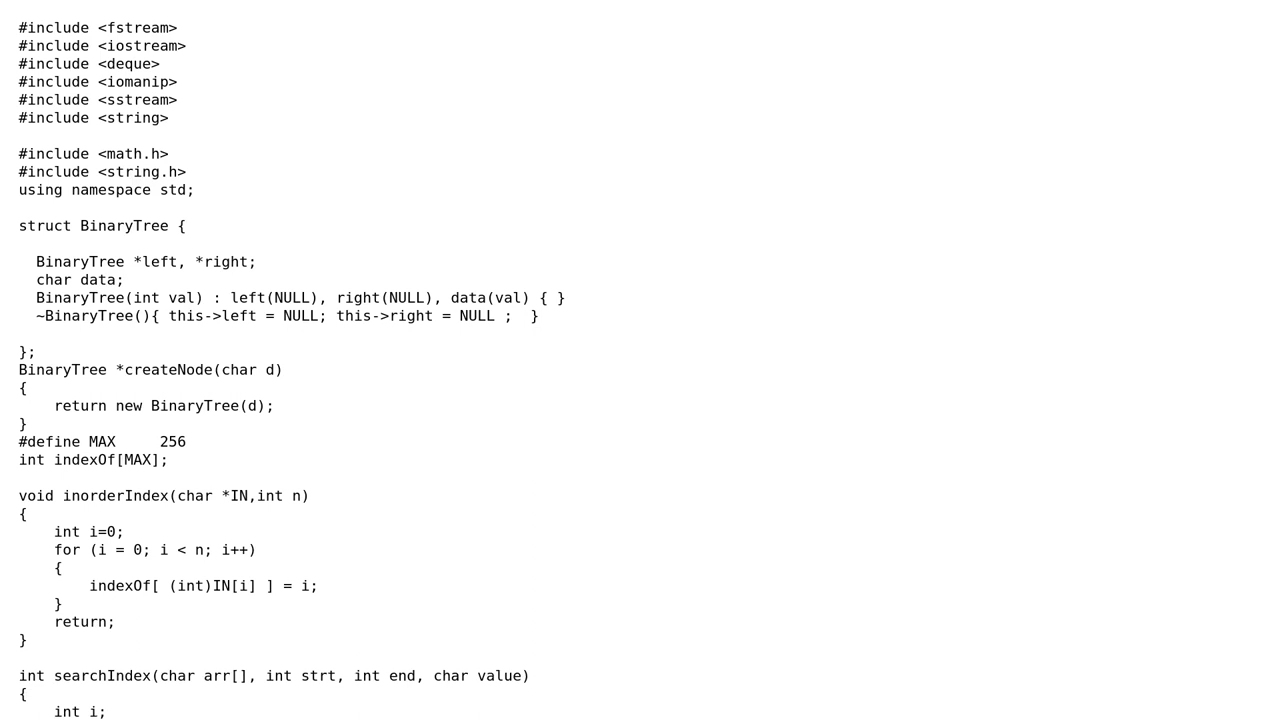 #include <fstream>
#include <iostream>
#include <deque>
#include <iomanip>
#include <sstream>
#include <string>

#include <math.h>
#include <string.h>
using namespace std;

struct BinaryTree {

  BinaryTree *left, *right;
  char data;
  BinaryTree(int val) : left(NULL), right(NULL), data(val) { }
  ~BinaryTree(){ this->left = NULL; this->right = NULL ;  }

};
BinaryTree *createNode(char d)
{
    return new BinaryTree(d);
}
#define MAX     256
int indexOf[MAX];

void inorderIndex(char *IN,int n)
{
    int i=0;
    for (i = 0; i < n; i++)
    {
        indexOf[ (int)IN[i] ] = i;
    }
    return;
}

int searchIndex(char arr[], int strt, int end, char value)
{
    int i;